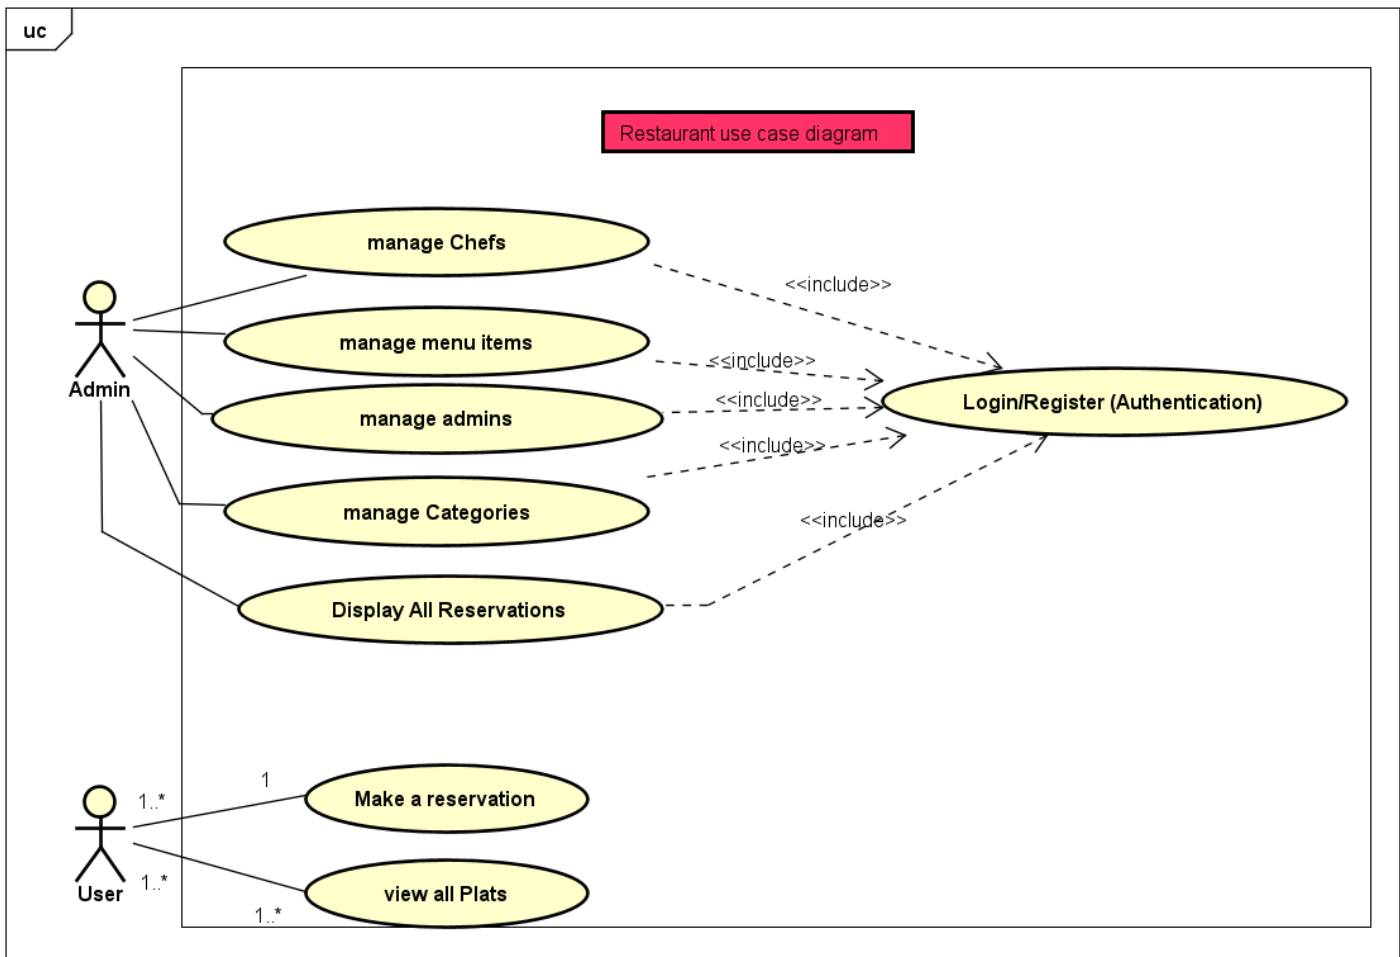 uc
Restaurant use case diagram
manage Chefs
<<include>>
manage menu items
<<include>>
Admin
manage admins
<<include>>
Login/Register (Authentication)
<<include>>
manage Categories
<<include>>
Display All Reservations
1
1..*
Make a reservation
User
1..*
view all Plats
1..*